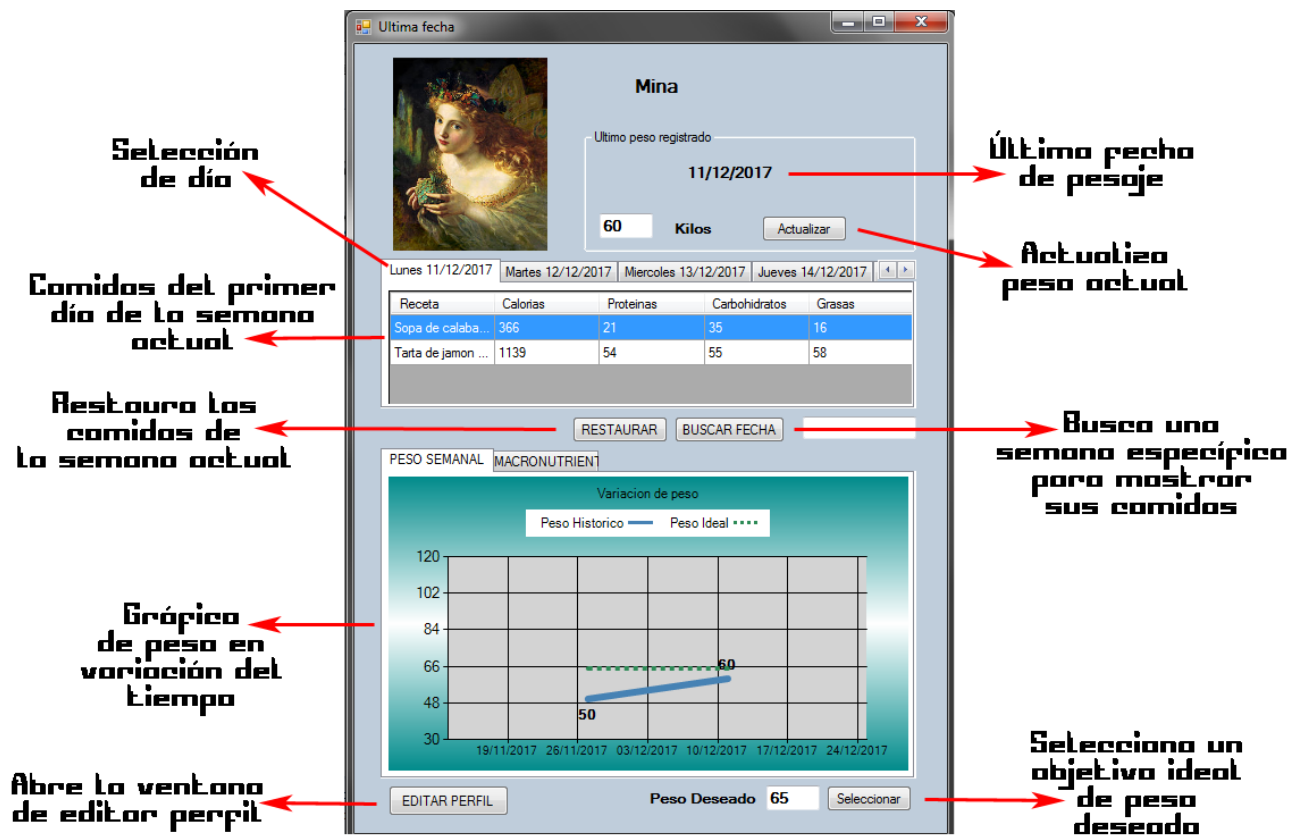 Ultima fecha
Mina
Ultimo peso registrado
11/12/2017
60 Kilos Actualizar
Selección
de día
Última fecha
de pesaje
Actualiza
peso actual
Lunes 11/12/2017 Martes 12/12/2017 Miercoles 13/12/2017 Jueves 14/12/2017
Receta Calorias Proteinas Carbohidratos Grasas
Sopa de calaba... 366 21 35 16
Tarta de jamon ... 1139 54 55 58
Comidas del primer
día de la semana
actual
Restaura las
comidas de
la semana actual
RESTAURAR BUSCAR FECHA
Busca una
semana específica
para mostrar
sus comidas
PESO SEMANAL MACRONUTRIENT
Variacion de peso
Peso Historico Peso Ideal
120
102
84
66
48
30
60
50
19/11/2017 26/11/2017 03/12/2017 10/12/2017 17/12/2017 24/12/2017
Gráfica
de peso en
variación del
tiempo
Abre la ventana
de editar perfil
EDITAR PERFIL Peso Deseado 65 Seleccionar
Selecciona un
objetivo ideal
de peso
deseado